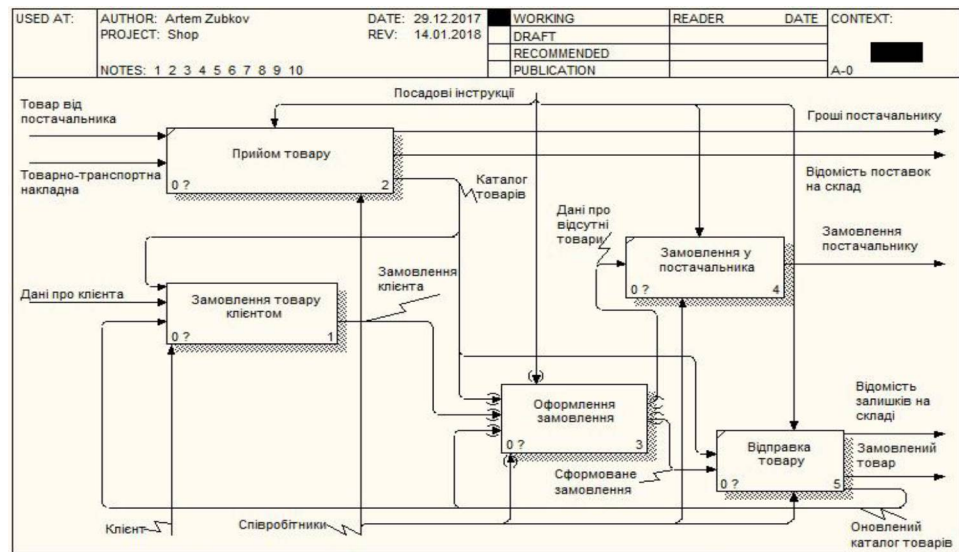 USED AT:
AUTHOR: Artem Zubkov
DATE: 29.12.2017
PROJECT: Shop
REV: 14.01.2018
NOTES: 1 2 3 4 5 6 7 8 9 10
WORKING
DRAFT
RECOMMENDED
PUBLICATION
READER
DATE
CONTEXT:
A-0
Посадові інструкції
Товар від
постачальника
Гроші постачальнику
Прийом товару
0 ?
2
Товарно-транспортна
накладна
Каталог
товарів
Відомість поставок
на склад
Дані про
відсутні
товари
Замовлення
постачальнику
Замовлення у
постачальника
0 ?
4
Замовлення
клієнта
Дані про клієнта
Замовлення товару
клієнтом
0 ?
1
Відомість
залишків на
складі
Оформлення
замовлення
0 ?
3
Відправка
товару
0 ?
5
Замовлений
товар
Сформоване
замовлення
Клієнт
Співробітники
Оновлений
каталог товарів